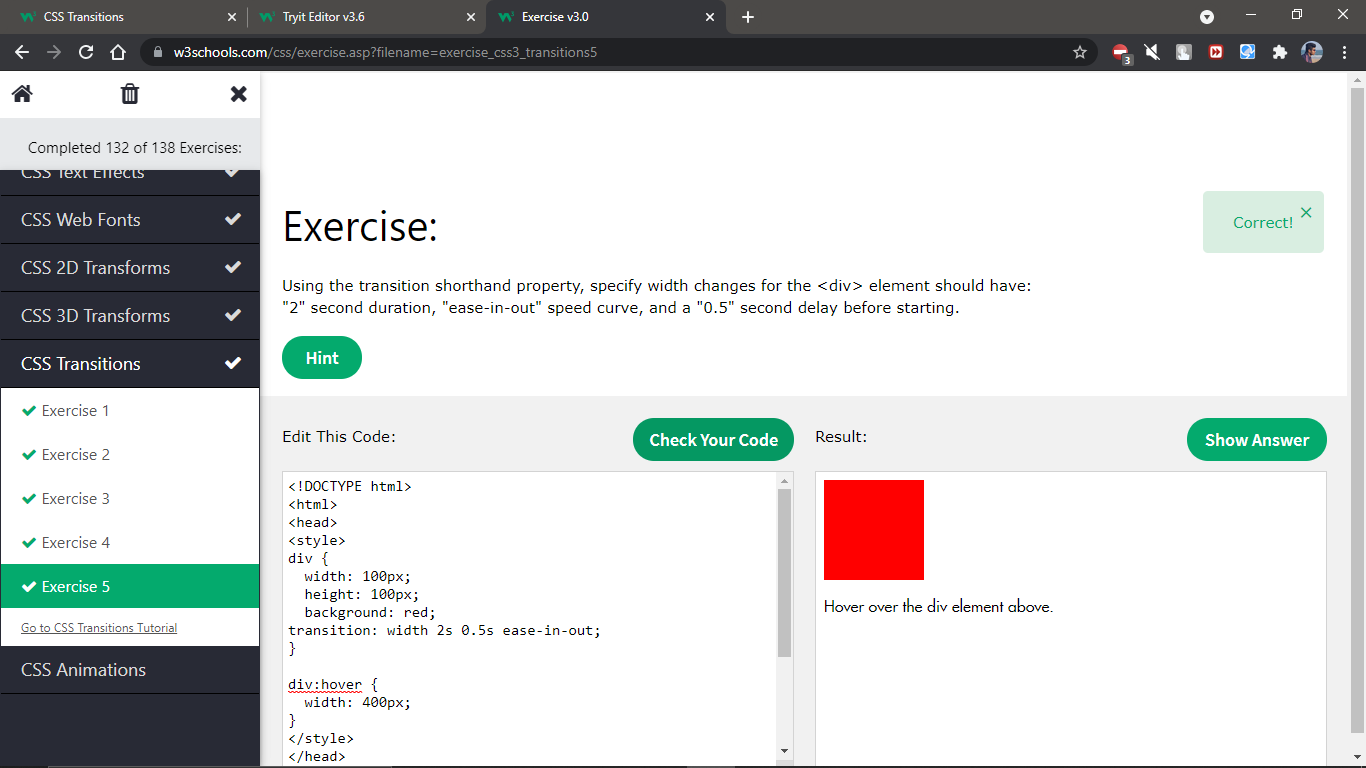 CSS Transitions
Tryit Editor v3.6
Exercise v3.0
w3schools.com/css/exercise.asp?filename=exercise_css3_transitions5
3
Completed 132 of 138 Exercises:
CSS Text Effects
CSS Web Fonts
CSS 2D Transforms
CSS 3D Transforms
CSS Transitions
Exercise 1
Exercise 2
Exercise 3
Exercise 4
Exercise 5
Go to CSS Transitions Tutorial
CSS Animations
Exercise:
Correct!
Using the transition shorthand property, specify width changes for the <div> element should have:
"2" second duration, "ease-in-out" speed curve, and a "0.5" second delay before starting.
Hint
Edit This Code:
Check Your Code
<!DOCTYPE html>
<html>
<head>
<style>
div {
  width: 100px;
  height: 100px;
  background: red;
transition: width 2s 0.5s ease-in-out;
}

div:hover {
  width: 400px;
}
</style>
</head>
Result:
Show Answer
Hover over the div element above.